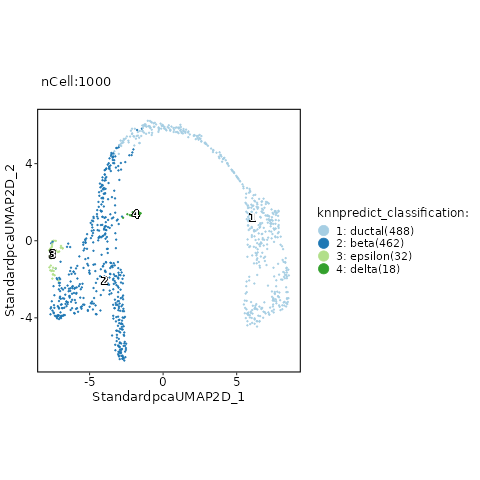 nCell:1000
StandardpcaUMAP2D_2
4
0
-4
1
4
3
2
-5
0
5
StandardpcaUMAP2D_1
knnpredict_classification:
1: ductal(488)
2: beta(462)
3: epsilon(32)
4: delta(18)